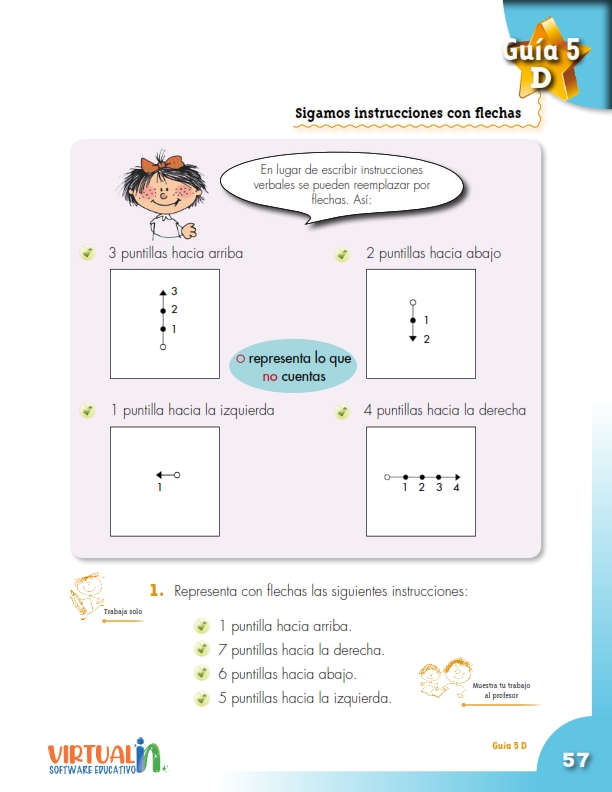 Guía 5
D
Sigamos instrucciones con flechas
En lugar de escribir instrucciones
verbales se pueden reemplazar por
flechas. Así:
3 puntillas hacia arriba
2 puntillas hacia abajo
3
2
1
1
2
representa lo que
no cuentas
1 puntilla hacia la izquierda
4 puntillas hacia la derecha
1
1 2 3 4
1. Representa con flechas las siguientes instrucciones:
Trabaja solo
1 puntilla hacia arriba.
7 puntillas hacia la derecha.
6 puntillas hacia abajo.
5 puntillas hacia la izquierda.
Muestra tu trabajo
al profesor
Guía 5 D
57
VIRTUAL in
SOFTWARE EDUCATIVO